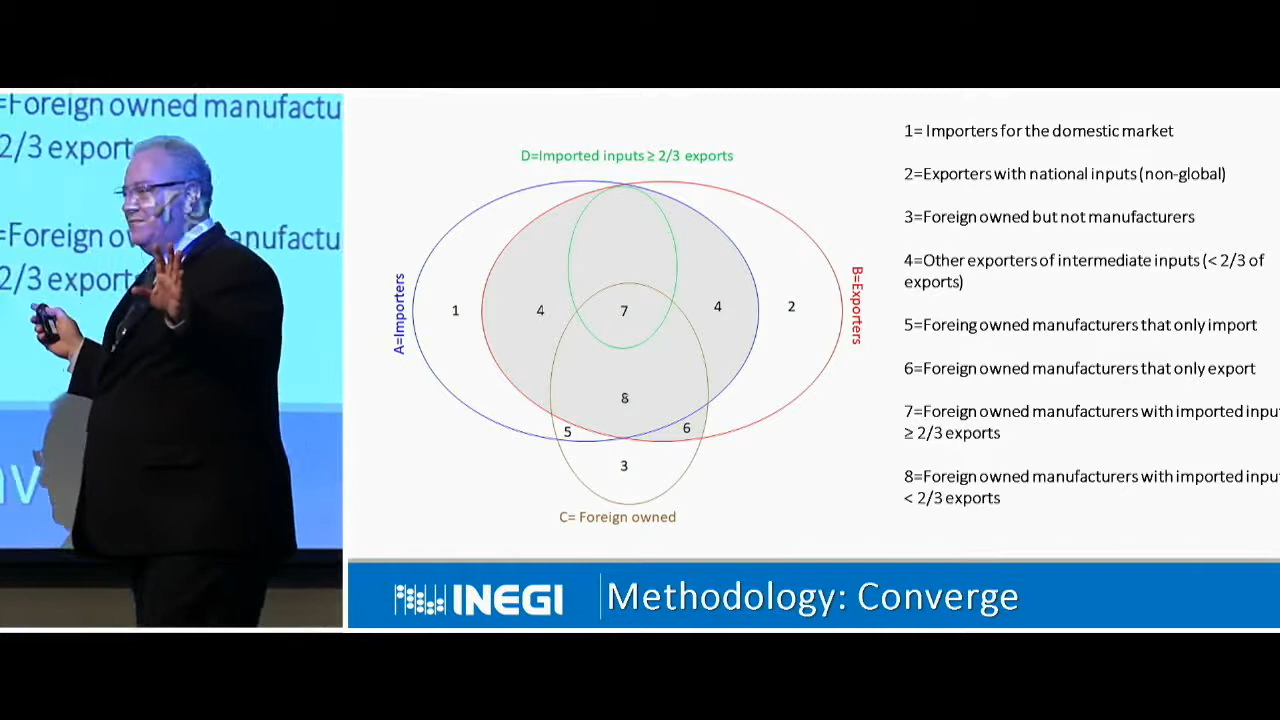 =Foreign owned manufactu
2/3 export
=Foreign ow
anufactu
2/3 export
nv
D=Imported inputs ≥ 2/3 exports
A=Importers
B=Exporters
1
4
7
4
2
8
5
6
3
C= Foreign owned
1= Importers for the domestic market
2=Exporters with national inputs (non-global)
3=Foreign owned but not manufacturers
4=Other exporters of intermediate inputs (< 2/3 of
exports)
5=Foreing owned manufacturers that only import
6=Foreign owned manufacturers that only export
7=Foreign owned manufacturers with imported inpu
≥ 2/3 exports
8=Foreign owned manufacturers with imported inpu
< 2/3 exports
INEGI
Methodology: Converge